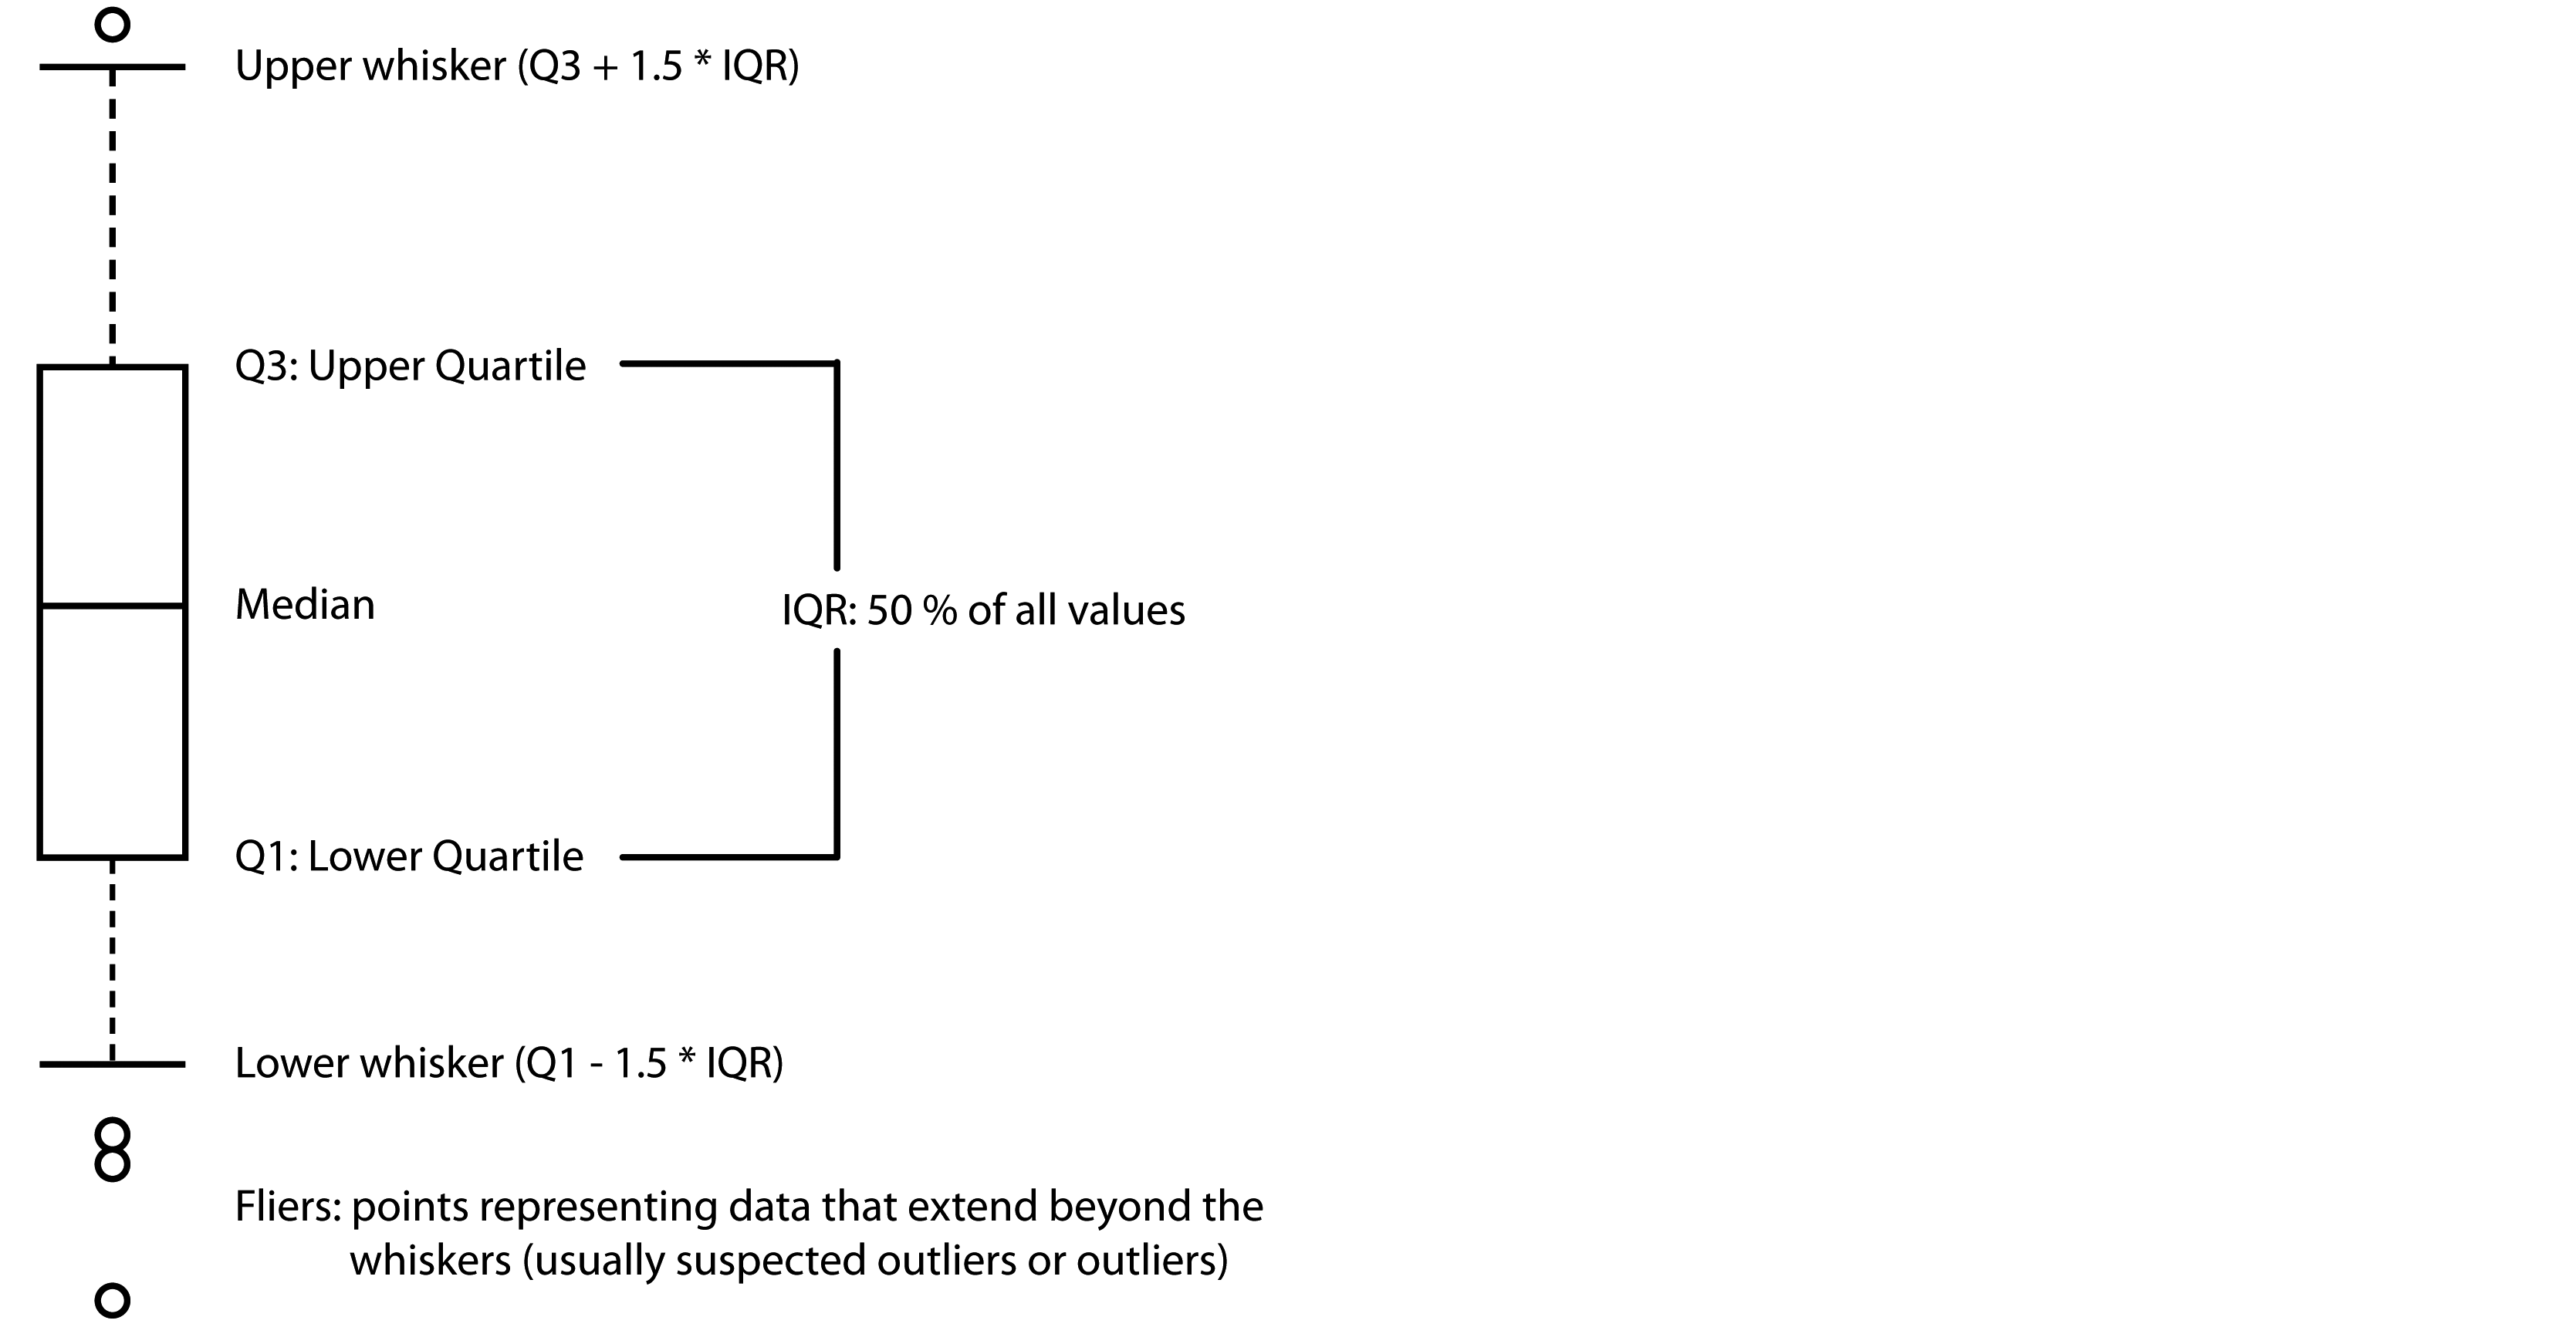 Upper whisker (Q3 + 1.5 * IQR)
Q3: Upper Quartile
Median
IQR: 50 % of all values
Q1: Lower Quartile
Lower whisker (Q1 - 1.5 * IQR)
Fliers: points representing data that extend beyond the
whiskers (usually suspected outliers or outliers)